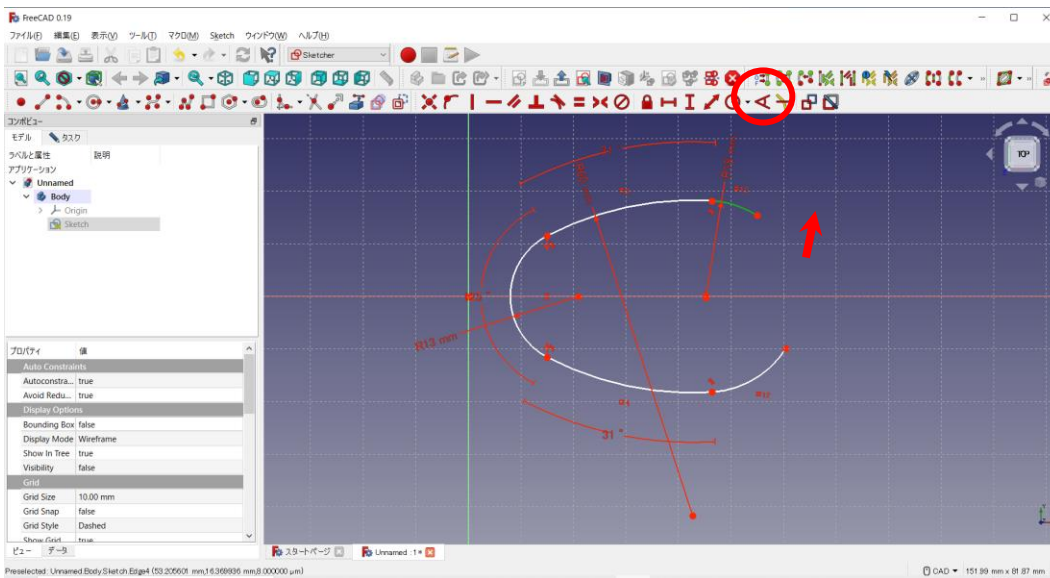 FreeCAD 0.19
ファイル(F) 編集(E) 表示(V) ツール(T) マクロ(M) Sketch ウィンドウ(W) ヘルプ(H)
Sketcher
コンボビュー
モデル タスク
ラベルと属性 説明
アプリケーション
Unnamed
Body
Origin
Sketch
TOP
R13 mm
31 °
プロパティ 値
Auto Constraints
Autoconstra... true
Avoid Redu... true
Display Options
Bounding Box false
Display Mode Wireframe
Show In Tree true
Visibility false
Grid
Grid Size 10.00 mm
Grid Snap false
Grid Style Dashed
Show Grid true
ビュー データ
スタートページ
Unnamed : 1*
Preselected: Unnamed.Body.Sketch.Edge4 (53.205601 mm,16.369936 mm,8.000000 μm)
CAD 151.99 mm x 81.87 mm